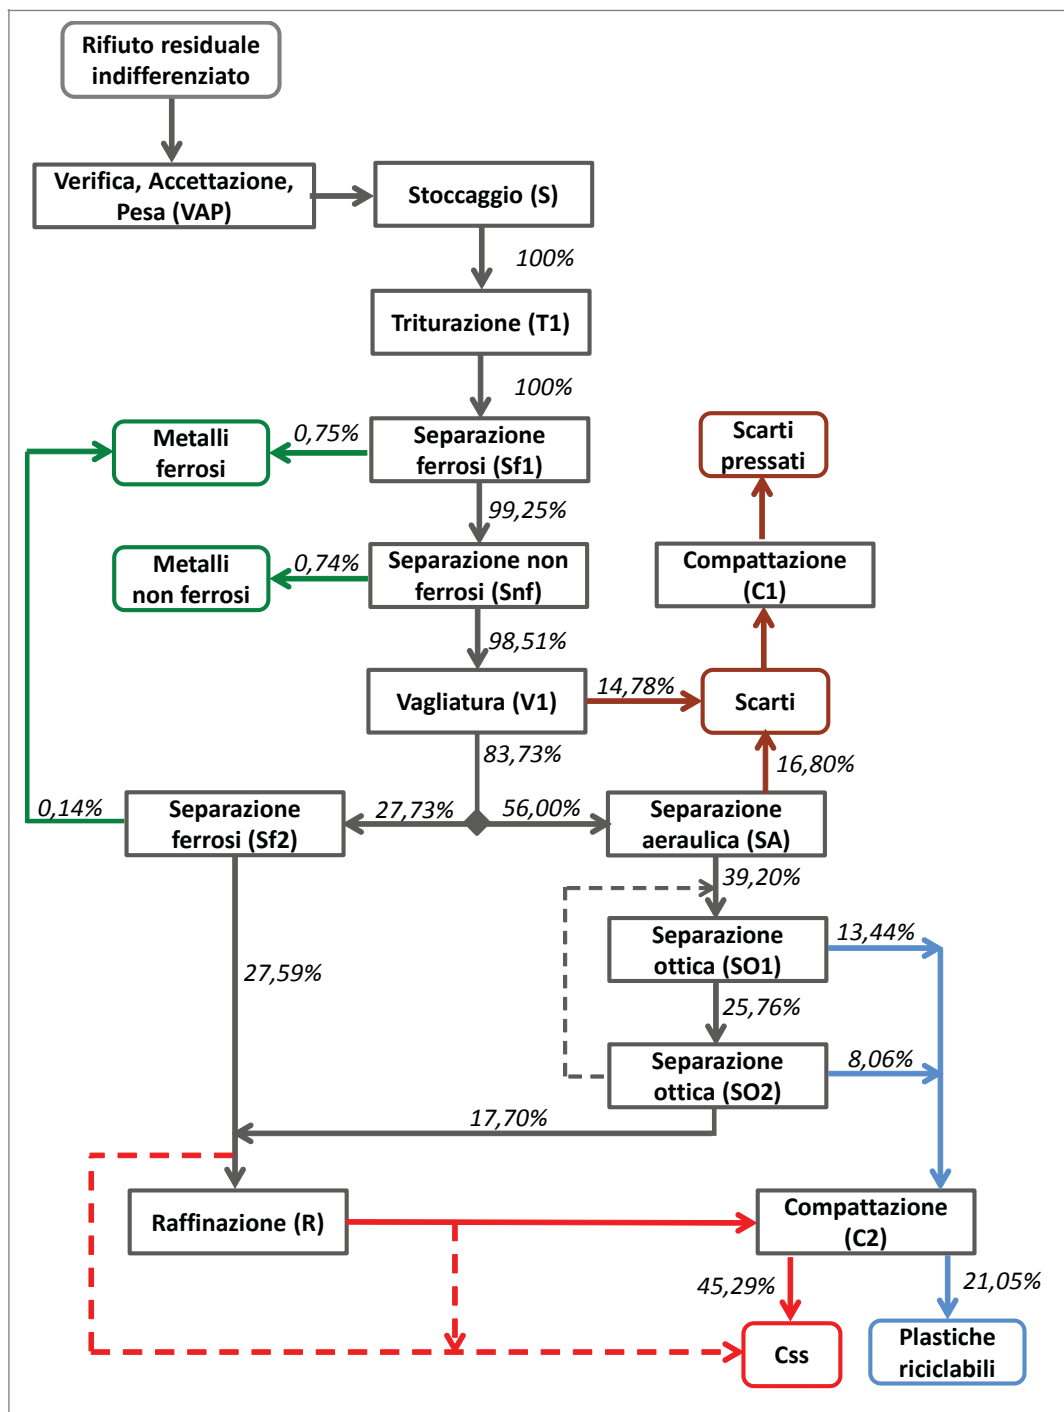 Rifiuto residuale
indifferenziato
Verifica, Accettazione,
Pesa (VAP)
Stoccaggio (S)
100%
Triturazione (T1)
100%
Metalli
ferrosi
0,75%
Separazione
ferrosi (Sf1)
Scarti
pressati
99,25%
Metalli
non ferrosi
0,74%
Separazione non
ferrosi (Snf)
Compattazione
(C1)
98,51%
Vagliatura (V1)
14,78%
Scarti
83,73%
16,80%
0,14%
Separazione
ferrosi (Sf2)
27,73%
56,00%
Separazione
aeraulica (SA)
39,20%
Separazione
ottica (SO1)
13,44%
27,59%
25,76%
Separazione
ottica (SO2)
8,06%
17,70%
Raffinazione (R)
Compattazione
(C2)
45,29%
21,05%
Css
Plastiche
riciclabili